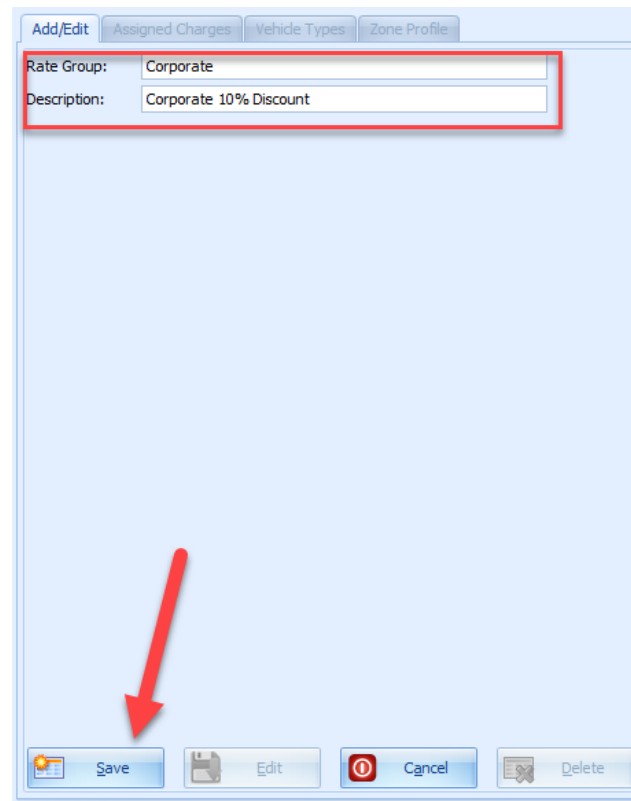 Add/Edit Assigned Charges Vehicle Types Zone Profile
Rate Group: Corporate
Description: Corporate 10% Discount
Save Edit Cancel Delete